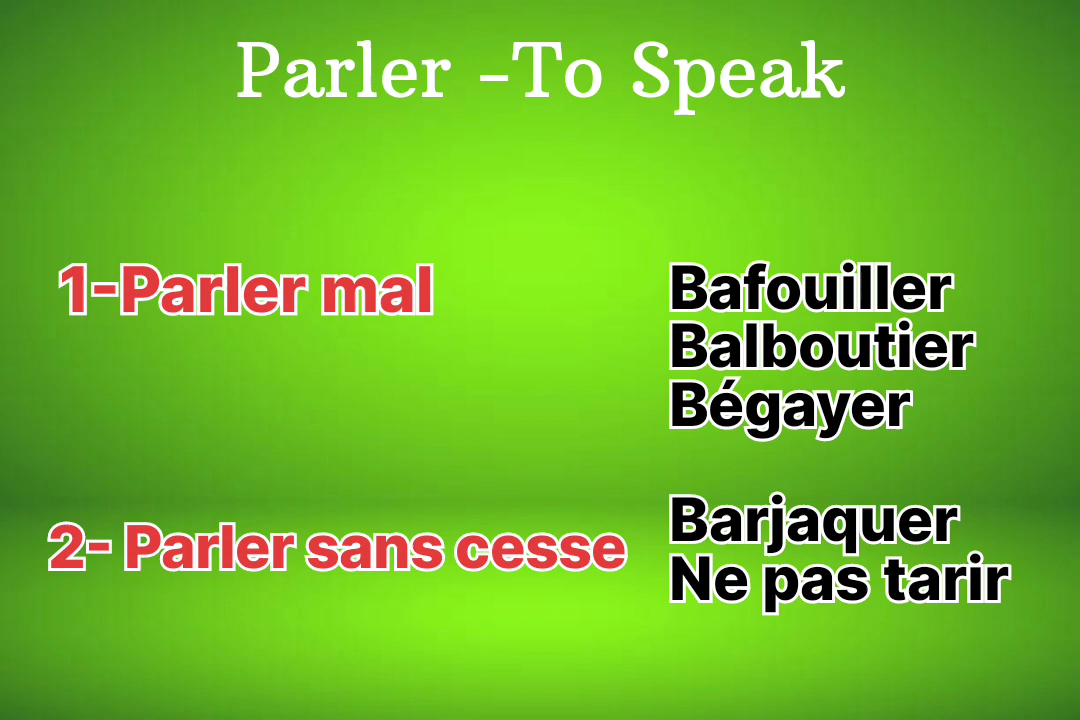 Parler -To Speak
1-Parler mal
Bafouiller
Balboutier
Bégayer
2- Parler sans cesse
Barjaquer
Ne pas tarir